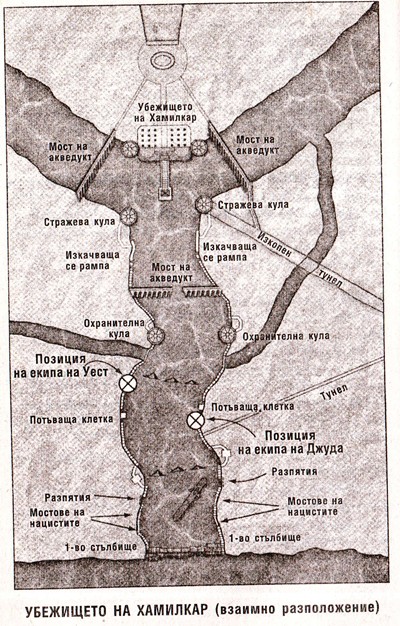 Убежището
на Хамилкар
Мост на
акведукт
Мост на
акведукт
Стражева кула
Стражева кула
Изкачваща
се рампа
Изкачваща
се рампа
Изкопен
тунел
Мост на
акведукт
Охранителна
кула
Охранителна кула
Позиция
на екипа на Уест
Тунел
Потъваща клетка
Потъваща клетка
Позиция
на екипа на Джуда
Разпятия
Разпятия
Мостове на
нацистите
Мостове на
нацистите
1-во стълбище
1-во стълбище
УБЕЖИЩЕТО НА ХАМИЛКАР (взаимно разположение)